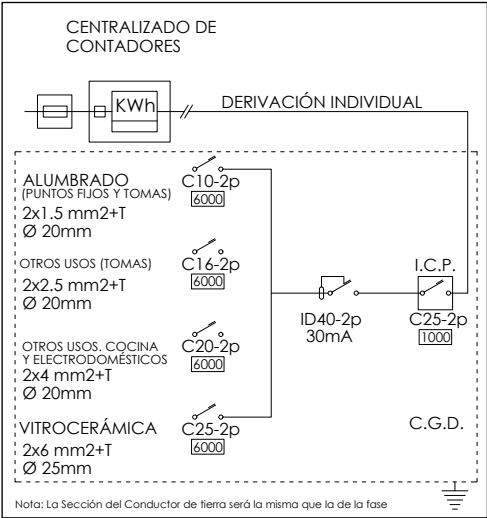 CENTRALIZADO DE
CONTADORES
KWh
DERIVACIÓN INDIVIDUAL
ALUMBRADO
(PUNTOS FIJOS Y TOMAS)
2x1.5 mm2+T
Ø 20mm
C10-2p
6000
OTROS USOS (TOMAS)
2x2.5 mm2+T
Ø 20mm
C16-2p
6000
OTROS USOS. COCINA
Y ELECTRODOMÉSTICOS
2x4 mm2+T
Ø 20mm
C20-2p
6000
VITROCERÁMICA
2x6 mm2+T
Ø 25mm
C25-2p
6000
ID40-2p
30mA
I.C.P.
C25-2p
1000
C.G.D.
Nota: La Sección del Conductor de tierra será la misma que la de la fase